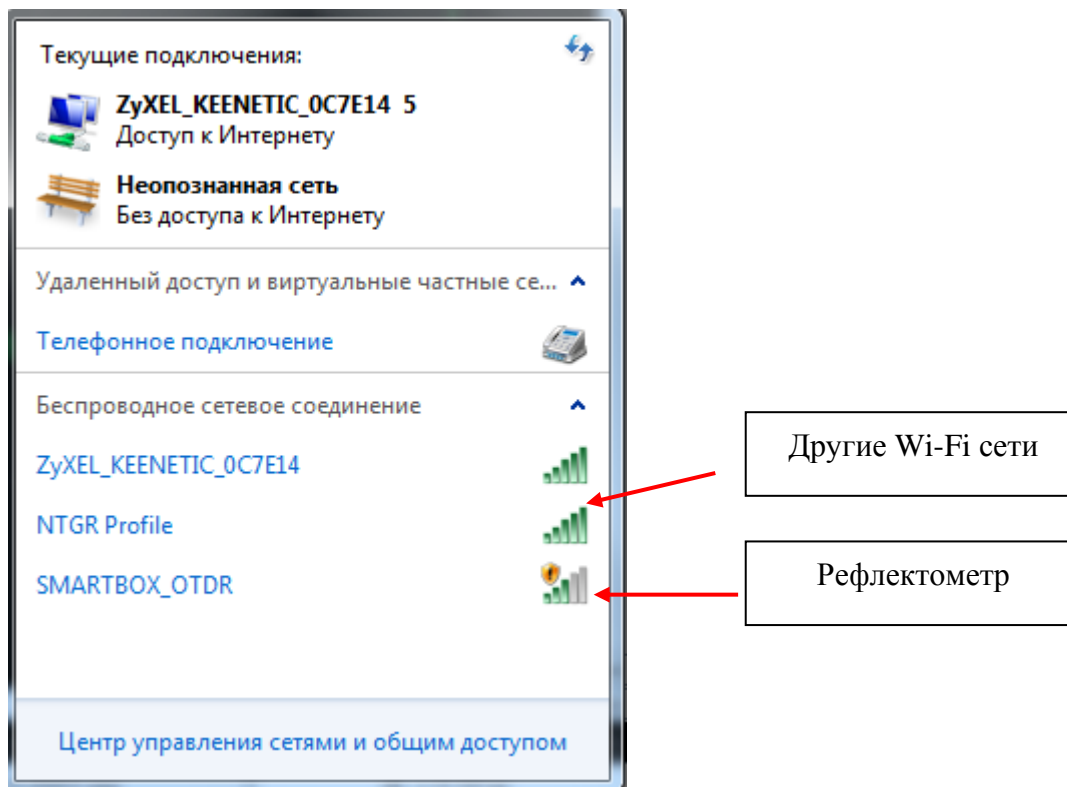 Текущие подключения:
ZyXEL_KEENETIC_0C7E14 5
Доступ к Интернету
Неопознанная сеть
Без доступа к Интернету
Удаленный доступ и виртуальные частные се...
Телефонное подключение
Беспроводное сетевое соединение
ZyXEL_KEENETIC_0C7E14
Другие Wi-Fi сети
NTGR Profile
SMARTBOX_OTDR
Рефлектометр
Центр управления сетями и общим доступом